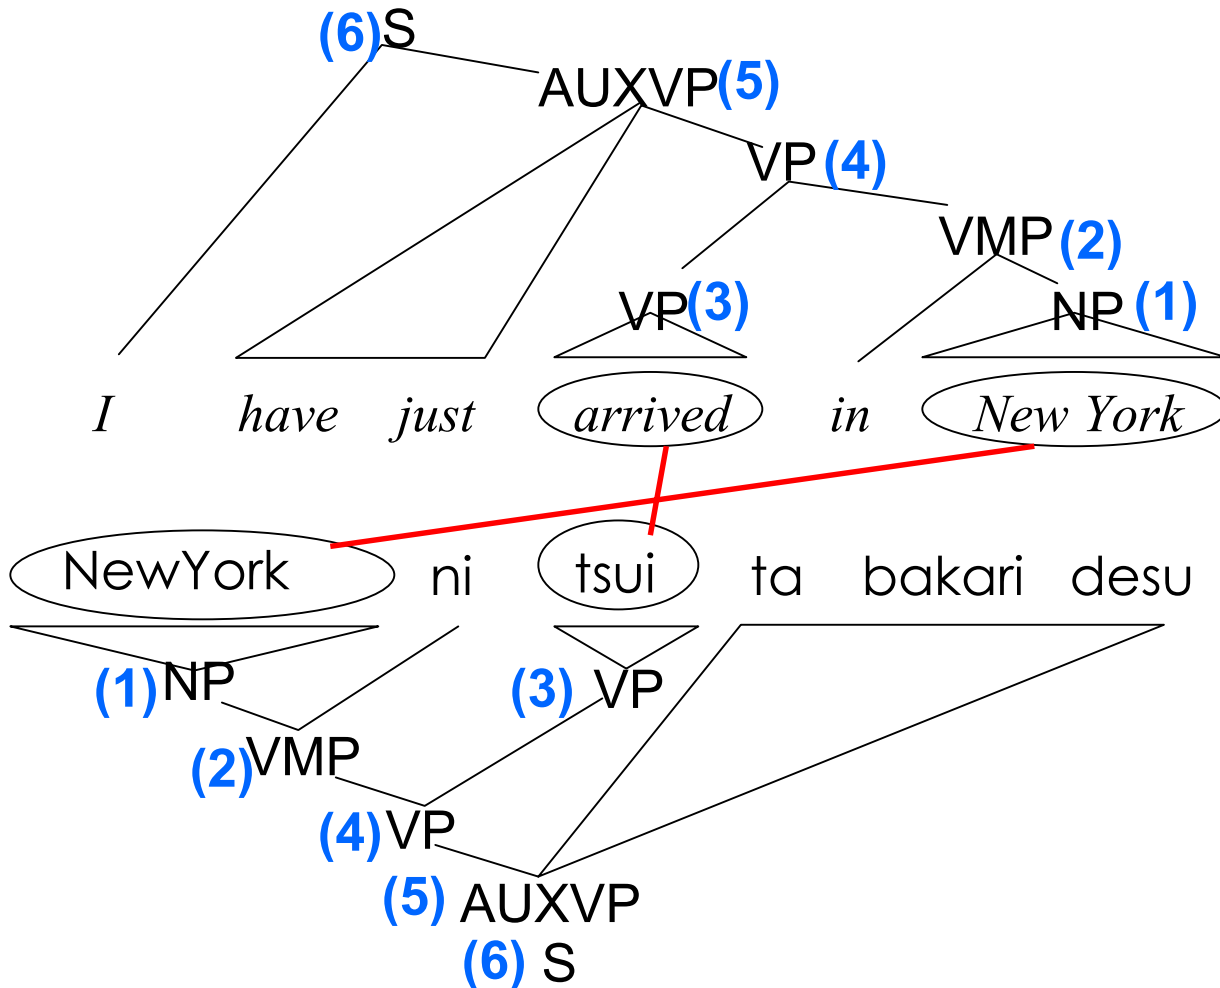 (6)S
AUXVP(5)
VP (4)
VMP (2)
VP(3)
NP (1)
I have just arrived in New York
NewYork ni tsui ta bakari desu
(1) NP
(3) VP
(2)VMP
(4) VP
(5) AUXVP
(6) S